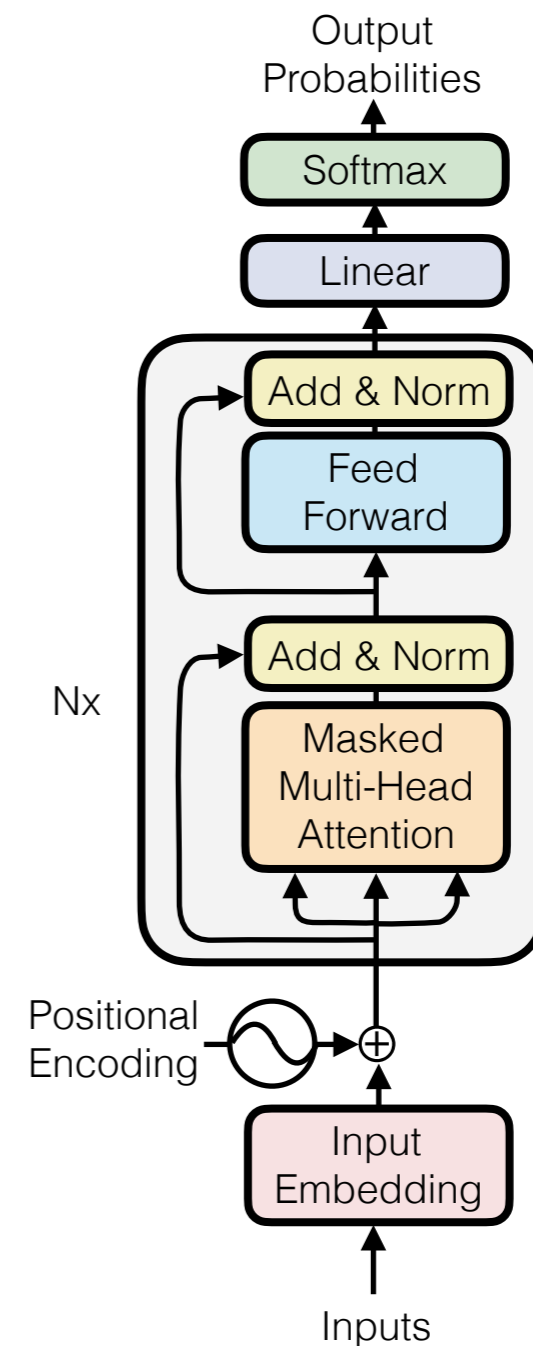 Output
Probabilities
Softmax
Linear
Add & Norm
Feed
Forward
Add & Norm
Nx
Masked
Multi-Head
Attention
Positional
Encoding
Input
Embedding
Inputs